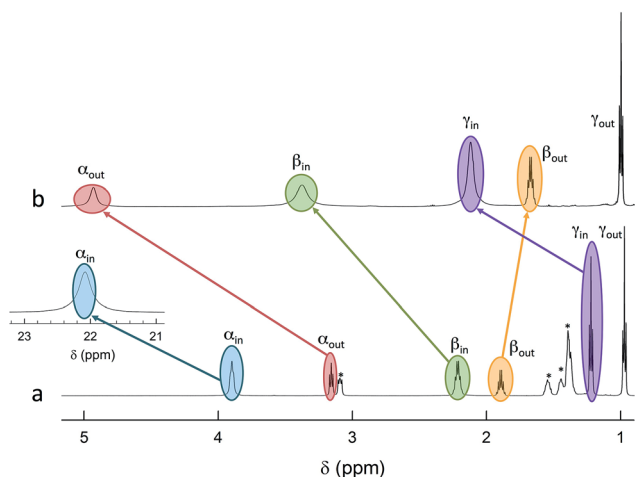 γout
γin
βout
βin
αout
b
αin
γin γout
23 22 21
δ (ppm)
αin
αout
*
βin
βout
* * *
a
5 4 3 2 1
δ (ppm)